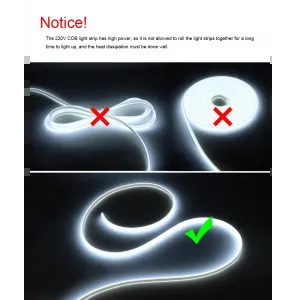 Notice!
The 220V COB light strip has high power, so it is not allowed to roll the light strips together for a long
time to light up, and the heat dissipation must be done well.